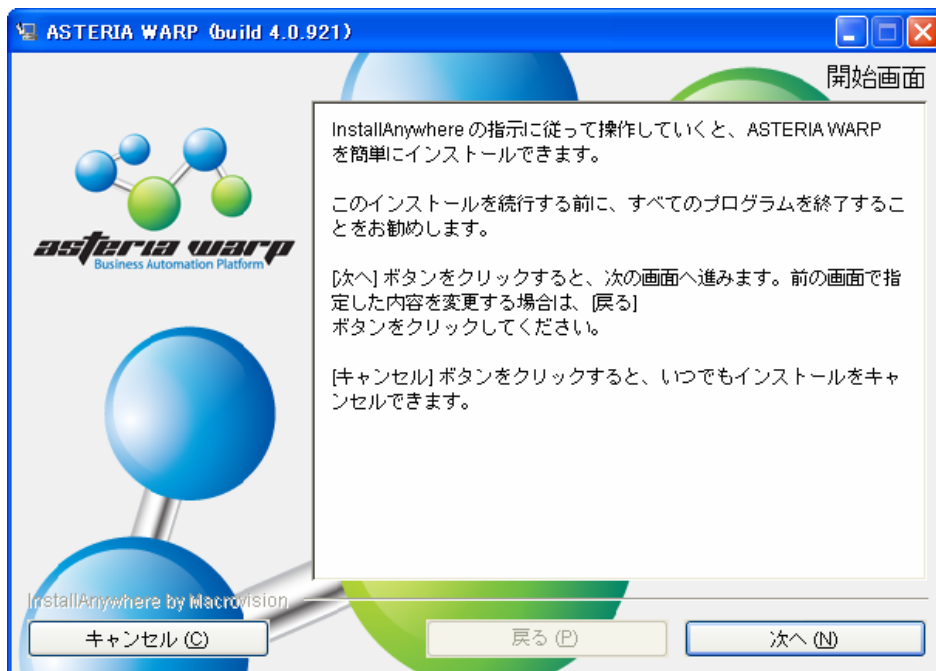 ASTERIA WARP (build 4.0.921)
開始画面
asteria warp
Business Automation Platform
InstallAnywhere の指示に従って操作していくと、ASTERIA WARP
を簡単にインストールできます。
このインストールを続行する前に、すべてのプログラムを終了するこ
とをお勧めします。
[次へ] ボタンをクリックすると、次の画面へ進みます。前の画面で指
定した内容を変更する場合は、[戻る]
ボタンをクリックしてください。
[キャンセル] ボタンをクリックすると、いつでもインストールをキャ
ンセルできます。
InstallAnywhere by Macrovision
キャンセル (C)
戻る (P)
次へ (N)